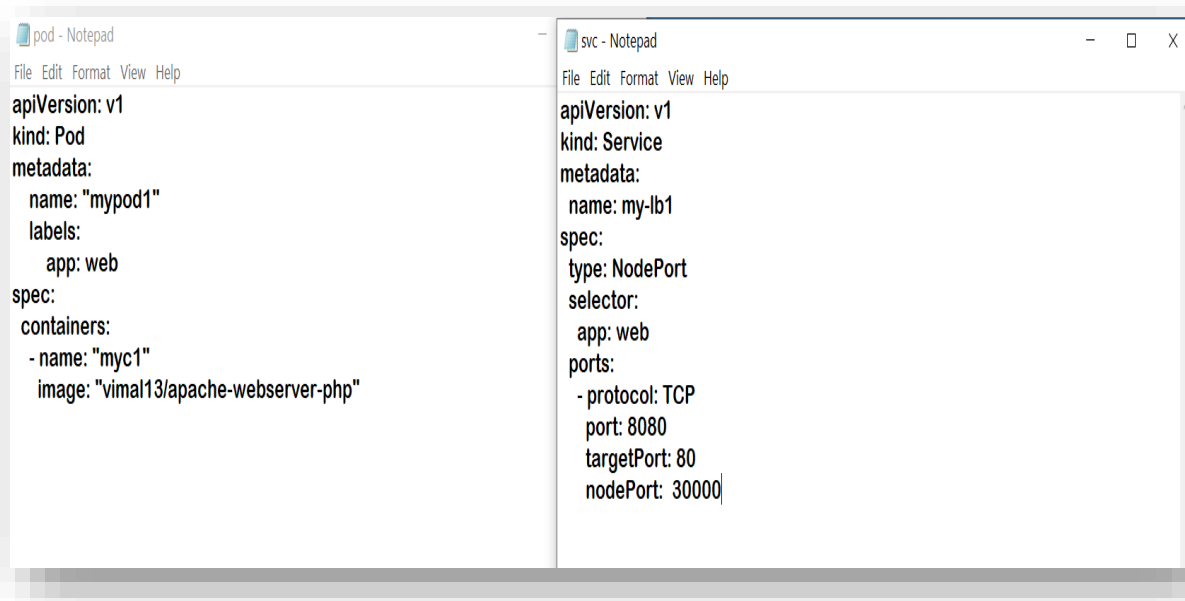 pod - Notepad
File Edit Format View Help
apiVersion: v1
kind: Pod
metadata:
  name: "mypod1"
  labels:
    app: web
spec:
 containers:
  - name: "myc1"
   image: "vimal13/apache-webserver-php"
svc - Notepad
File Edit Format View Help
apiVersion: v1
kind: Service
metadata:
 name: my-lb1
spec:
 type: NodePort
 selector:
  app: web
 ports:
  - protocol: TCP
   port: 8080
   targetPort: 80
   nodePort:  30000